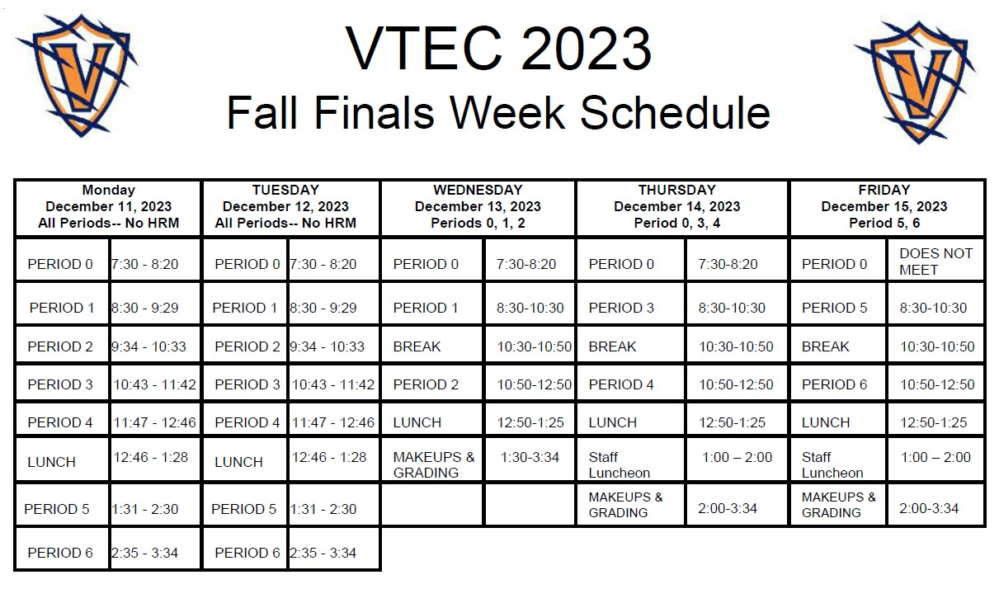 V
VTEC 2023
V
Fall Finals Week Schedule
Monday
December 11, 2023
All Periods-- No HRM
TUESDAY
December 12, 2023
All Periods-- No HRM
WEDNESDAY
December 13, 2023
Periods 0, 1, 2
THURSDAY
December 14, 2023
Period 0, 3, 4
FRIDAY
December 15, 2023
Period 5, 6
PERIOD 0 7:30 - 8:20 PERIOD 0 7:30 - 8:20 PERIOD 0 7:30-8:20 PERIOD 0 7:30-8:20 PERIOD 0 DOES NOT
MEET
PERIOD 1 8:30 - 9:29 PERIOD 1 8:30 - 9:29 PERIOD 1 8:30-10:30 PERIOD 3 8:30-10:30 PERIOD 5 8:30-10:30
PERIOD 2 9:34 - 10:33 PERIOD 2 9:34 - 10:33 BREAK 10:30-10:50 BREAK 10:30-10:50 BREAK 10:30-10:50
PERIOD 3 10:43 - 11:42 PERIOD 3 10:43 - 11:42 PERIOD 2 10:50-12:50 PERIOD 4 10:50-12:50 PERIOD 6 10:50-12:50
PERIOD 4 11:47 - 12:46 PERIOD 4 11:47 - 12:46 LUNCH 12:50-1:25 LUNCH 12:50-1:25 LUNCH 12:50-1:25
LUNCH 12:46 - 1:28 LUNCH 12:46 - 1:28 MAKEUPS &
GRADING 1:30-3:34 Staff
Luncheon 1:00 – 2:00 Staff
Luncheon 1:00 – 2:00
PERIOD 5 1:31 - 2:30 PERIOD 5 1:31 - 2:30 MAKEUPS &
GRADING 2:00-3:34 MAKEUPS &
GRADING 2:00-3:34
PERIOD 6 2:35 - 3:34 PERIOD 6 2:35 - 3:34